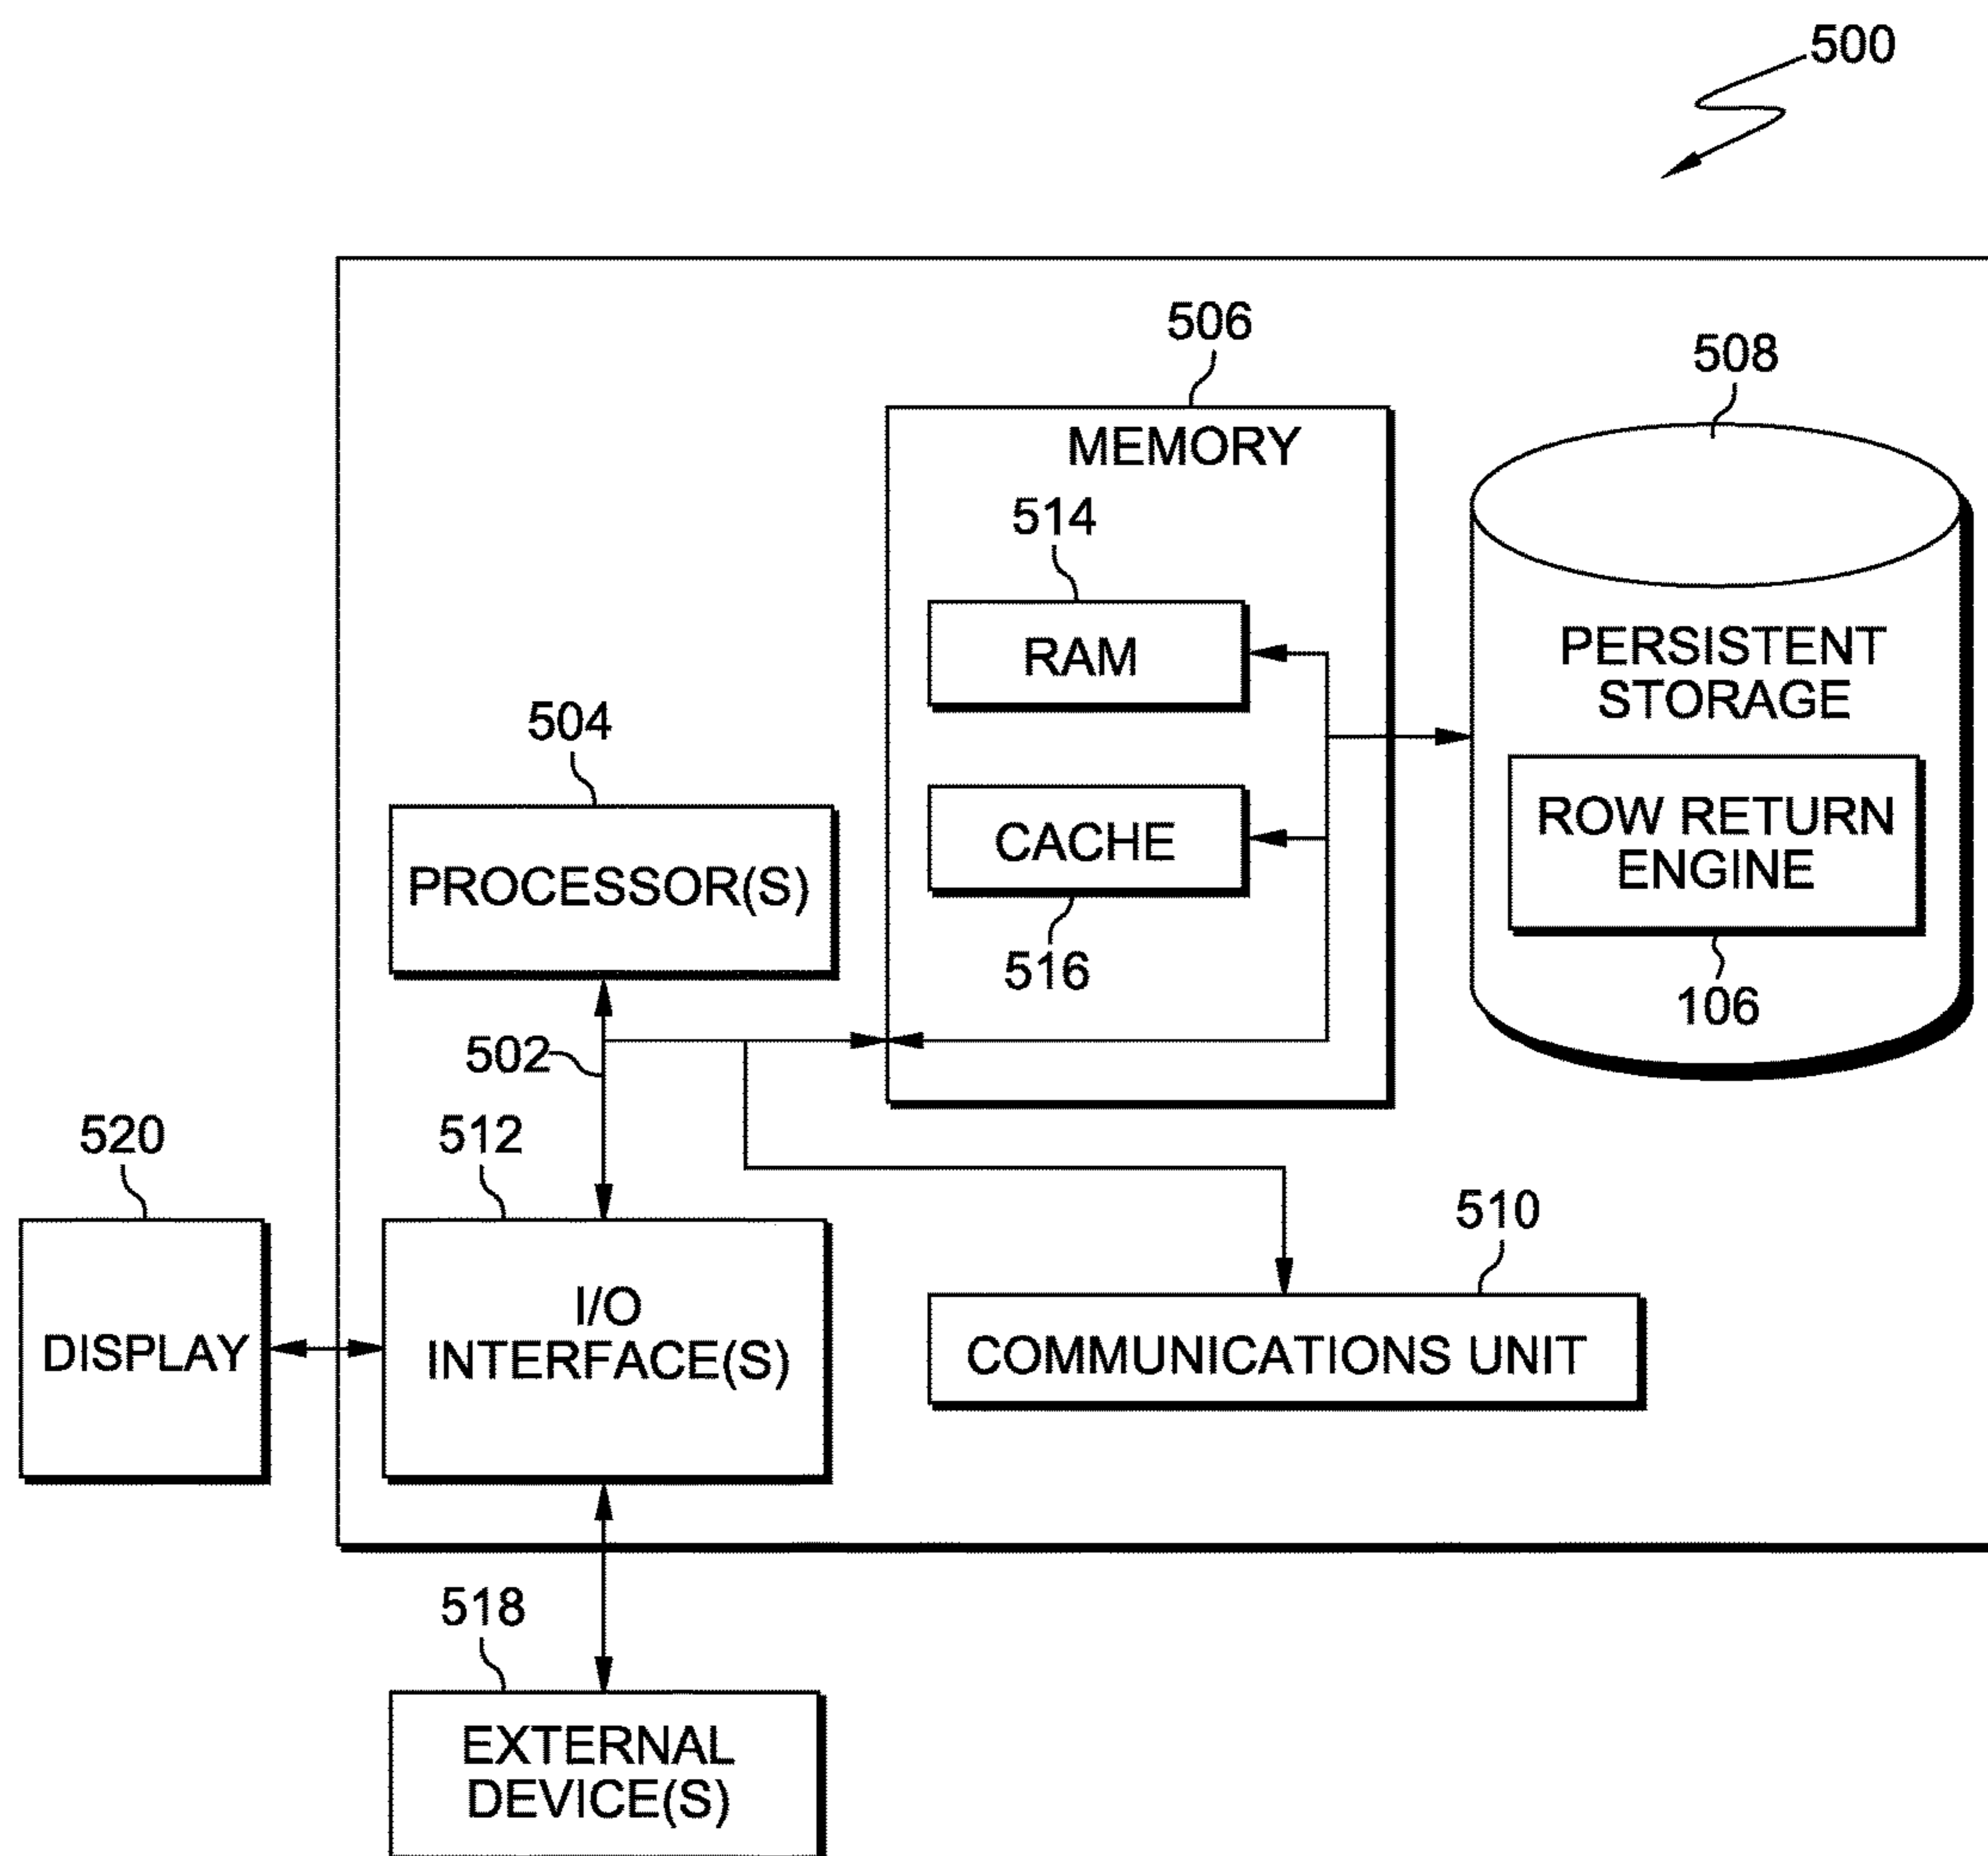 500
506
508
MEMORY
514
RAM
PERSISTENT
STORAGE
504
CACHE
ROW RETURN
ENGINE
PROCESSOR(S)
516
106
502
520
512
510
I/O
INTERFACE(S)
DISPLAY
COMMUNICATIONS UNIT
518
EXTERNAL
DEVICE(S)